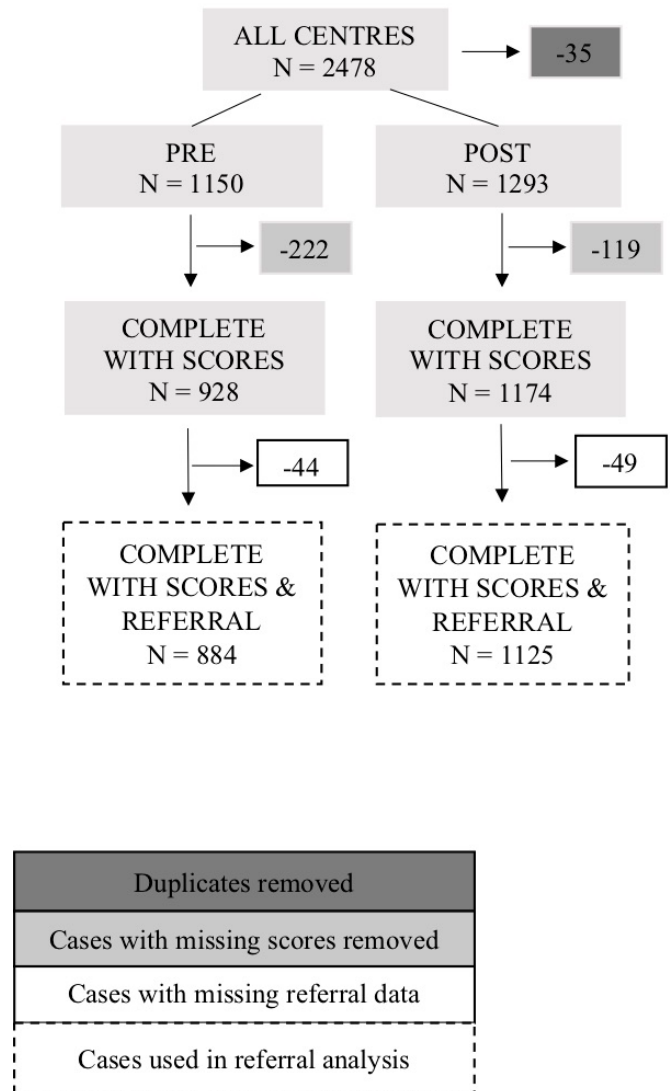 ALL CENTRES
N = 2478
-35
PRE
N = 1150
POST
N = 1293
-222
-119
COMPLETE
WITH SCORES
N = 928
COMPLETE
WITH SCORES
N = 1174
-44
-49
COMPLETE
WITH SCORES &
REFERRAL
N = 884
COMPLETE
WITH SCORES &
REFERRAL
N = 1125
Duplicates removed
Cases with missing scores removed
Cases with missing referral data
Cases used in referral analysis